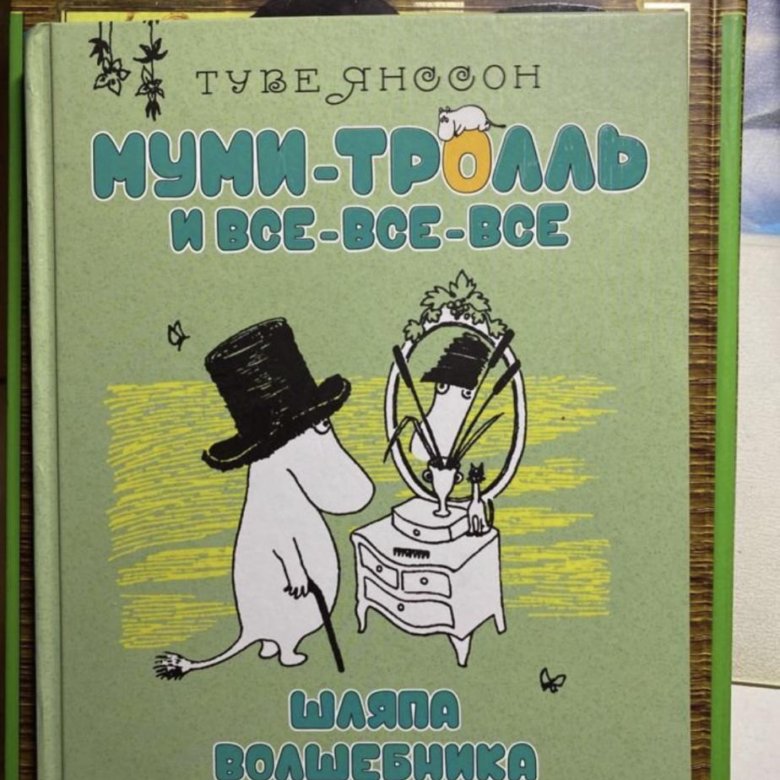 ТУВЕ ЯНССОН
МУМИ-ТРОЛЛЬ
И ВСЕ-ВСЕ-ВСЕ
ШЛЯПА
ВОЛШЕБНИКА